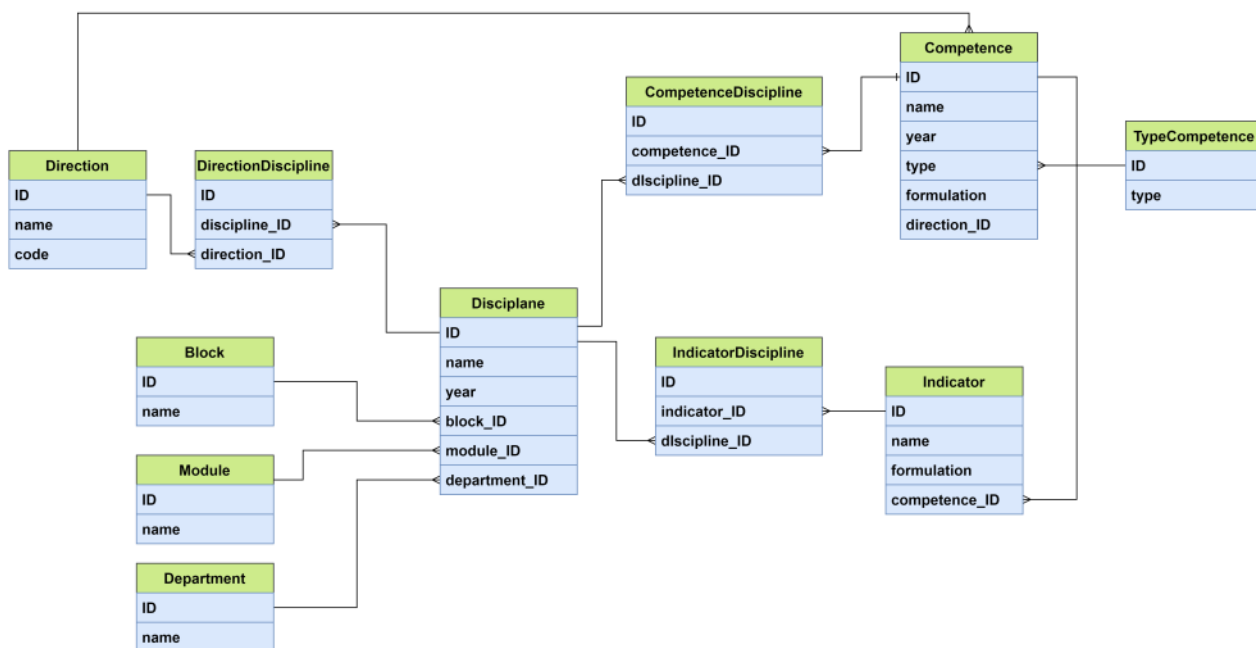 Competence
ID
name
year
type
formulation
direction_ID
CompetenceDiscipline
ID
competence_ID
dIscipline_ID
TypeCompetence
ID
type
Direction
ID
name
code
DirectionDiscipline
ID
discipline_ID
direction_ID
Disciplane
ID
name
year
block_ID
module_ID
department_ID
Block
ID
name
Module
ID
name
Department
ID
name
IndicatorDiscipline
ID
indicator_ID
dIscipline_ID
Indicator
ID
name
formulation
competence_ID